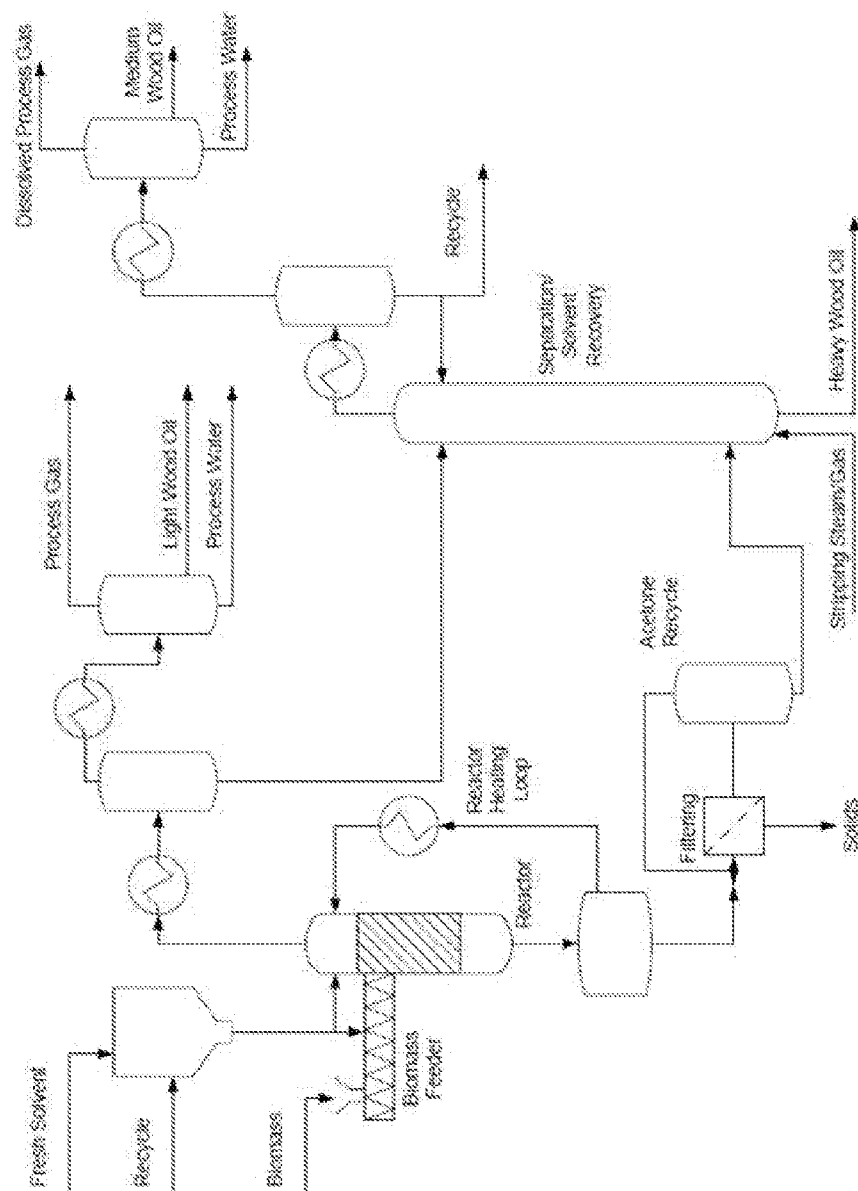 Fresh Solvent
Recycle
Biomass
Biomass
Feeder
Reactor
Reactor
Heating
Loop
Process Gas
Light Wood Oil
Process Water
Dissolved Process Gas
Medium
Wood Oil
Process Water
Recycle
Separation/
Solvent
Recovery
Acetone
Recycle
Filtering
Solids
Stripping Steam/Gas
Heavy Wood Oil